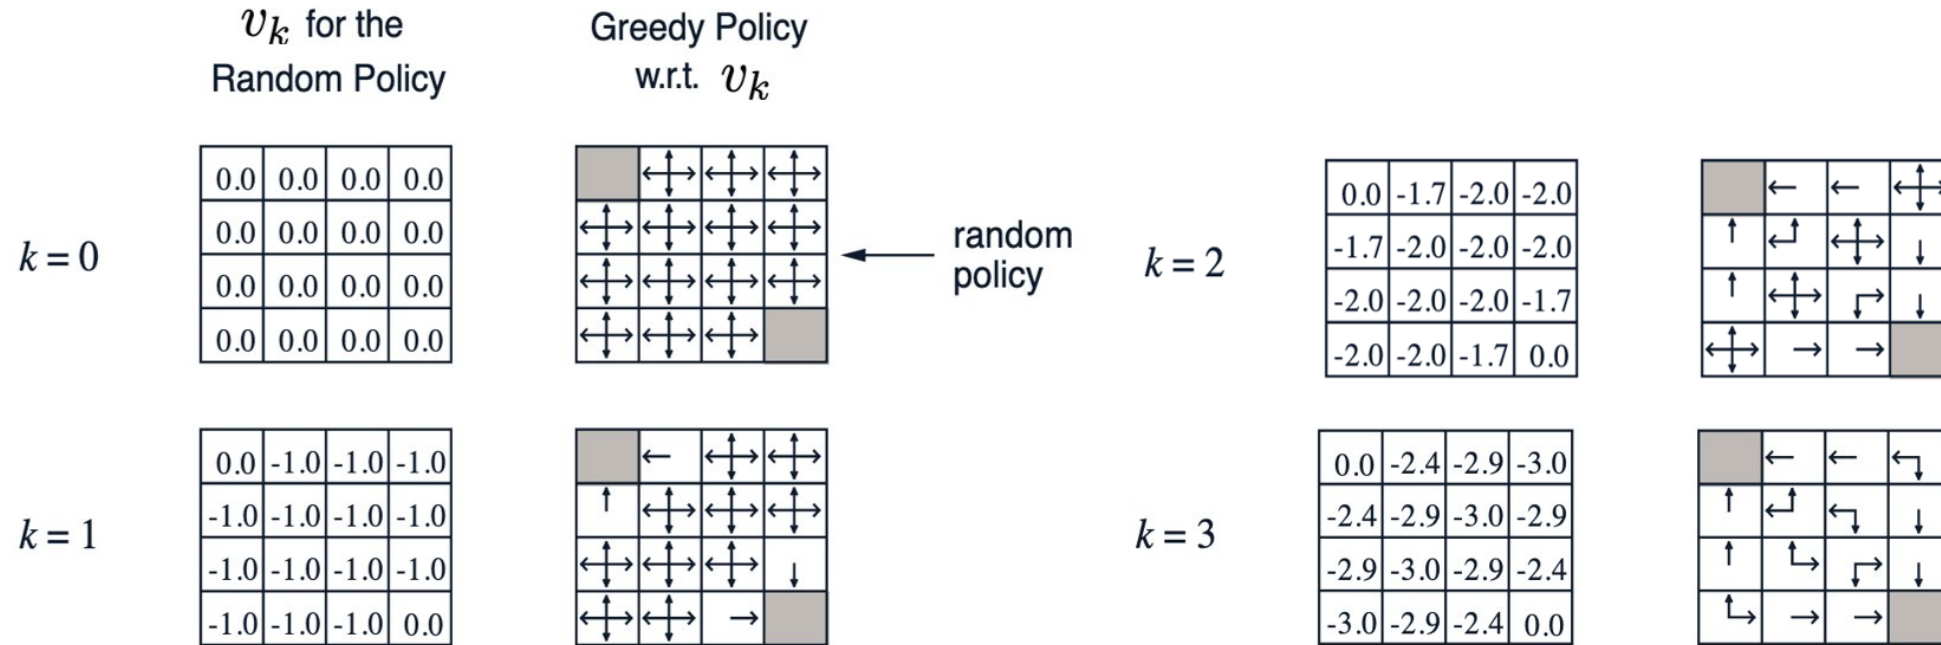 vk for the
Random Policy
Greedy Policy
w.r.t. vk
k = 0
0.0 0.0 0.0 0.0
0.0 0.0 0.0 0.0
0.0 0.0 0.0 0.0
0.0 0.0 0.0 0.0
random
policy
k = 1
0.0 -1.0 -1.0 -1.0
-1.0 -1.0 -1.0 -1.0
-1.0 -1.0 -1.0 -1.0
-1.0 -1.0 -1.0 0.0
k = 2
0.0 -1.7 -2.0 -2.0
-1.7 -2.0 -2.0 -2.0
-2.0 -2.0 -2.0 -1.7
-2.0 -2.0 -1.7 0.0
k = 3
0.0 -2.4 -2.9 -3.0
-2.4 -2.9 -3.0 -2.9
-2.9 -3.0 -2.9 -2.4
-3.0 -2.9 -2.4 0.0